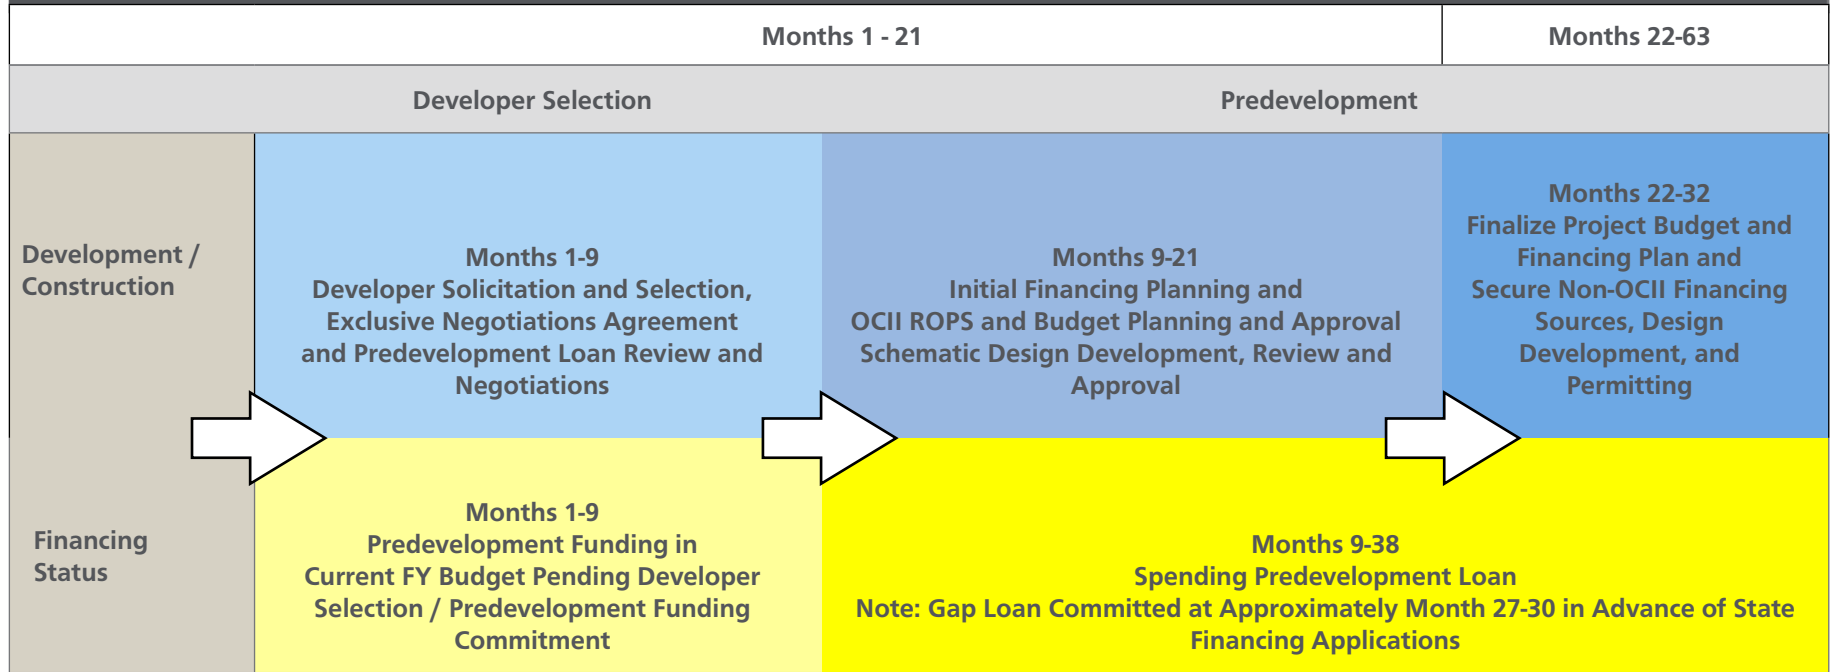 Months 1 - 21
Months 22-63
Developer Selection
Predevelopment
Development /
Construction
Months 1-9
Developer Solicitation and Selection,
Exclusive Negotiations Agreement
and Predevelopment Loan Review and
Negotiations
Months 9-21
Initial Financing Planning and
OCII ROPS and Budget Planning and Approval
Schematic Design Development, Review and
Approval
Months 22-32
Finalize Project Budget and
Financing Plan and
Secure Non-OCII Financing
Sources, Design
Development, and
Permitting
Financing
Status
Months 1-9
Predevelopment Funding in
Current FY Budget Pending Developer
Selection / Predevelopment Funding
Commitment
Months 9-38
Spending Predevelopment Loan
Note: Gap Loan Committed at Approximately Month 27-30 in Advance of State
Financing Applications